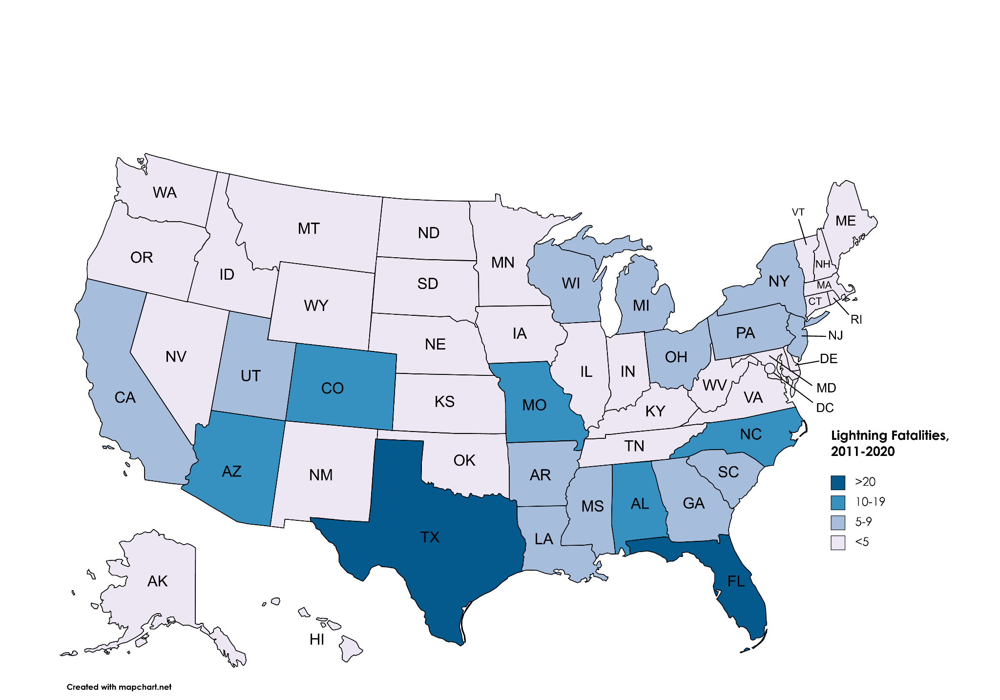 WA
MT
ND
MN
VT
ME
OR
ID
SD
WI
NH
NY
MA
CT
WY
MI
RI
IA
NE
PA
NJ
NV
OH
DE
UT
CO
IL
IN
WV
MD
CA
KS
MO
KY
VA
DC
NC
TN
OK
AZ
NM
AR
SC
MS
AL
GA
TX
LA
FL
AK
HI
Lightning Fatalities,
2011-2020
>20
10-19
5-9
<5
Created with mapchart.net